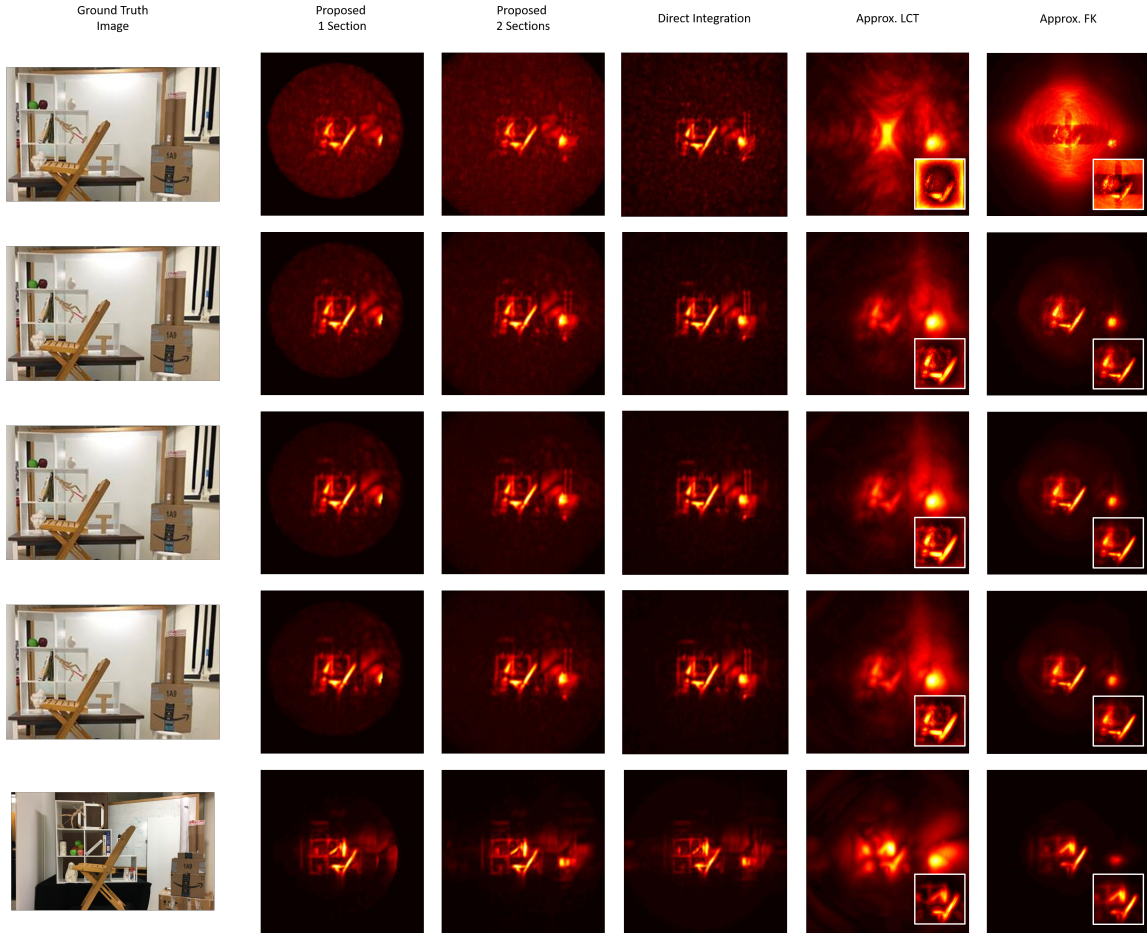 Ground Truth
Image
Proposed
1 Section
Proposed
2 Sections
Direct Integration
Approx. LCT
Approx. FK
1A9
1A9
1A9
1A9
1A9